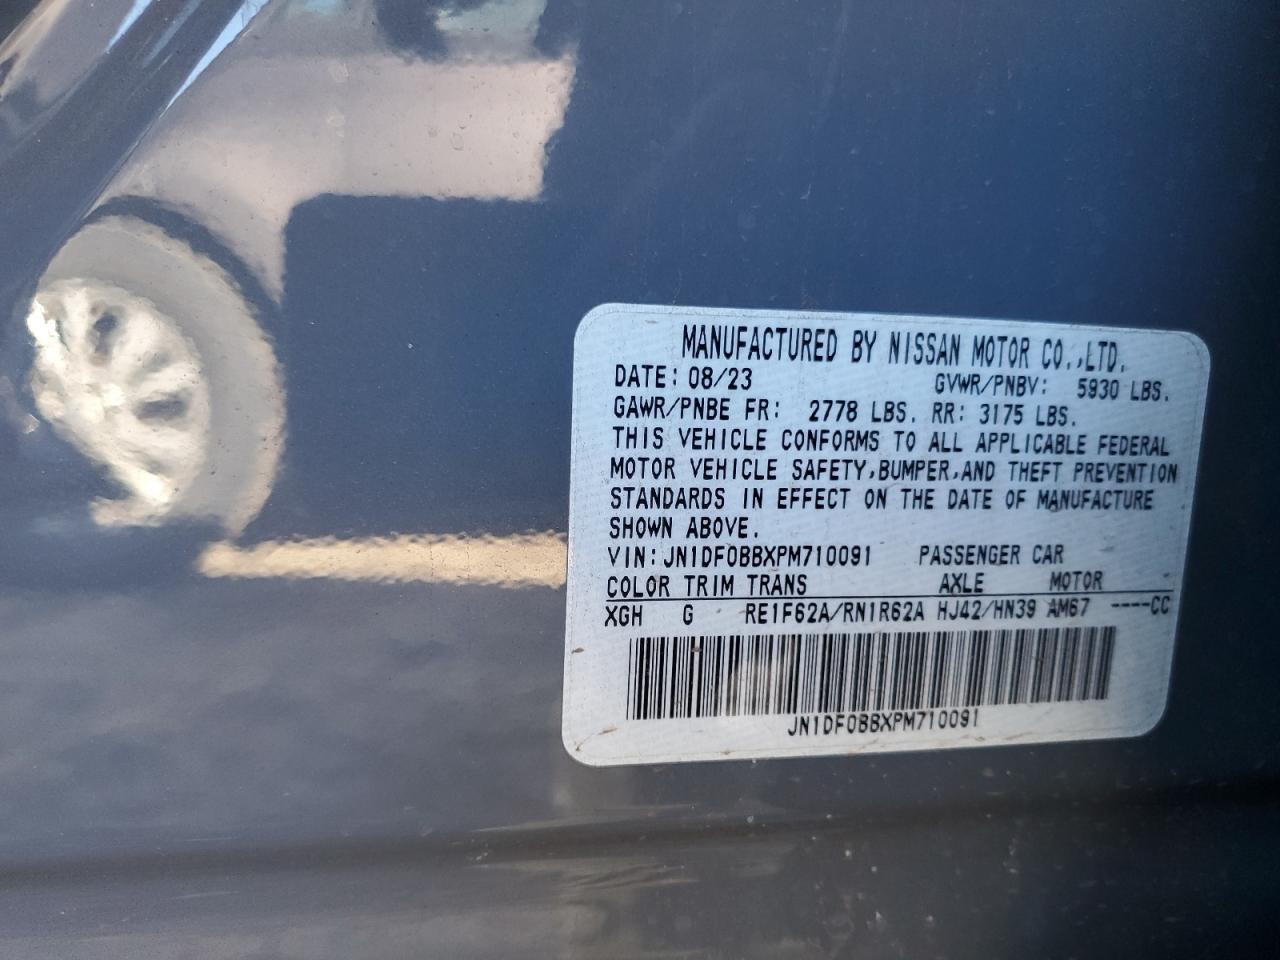 MANUFACTURED BY NISSAN MOTOR CO.,LTD.
DATE: 08/23 GVWR/PNBV: 5930 LBS.
GAWR/PNBE FR: 2778 LBS. RR: 3175 LBS.
THIS VEHICLE CONFORMS TO ALL APPLICABLE FEDERAL
MOTOR VEHICLE SAFETY,BUMPER,AND THEFT PREVENTION
STANDARDS IN EFFECT ON THE DATE OF MANUFACTURE
SHOWN ABOVE.
VIN:JN1DF0BBXPM710091 PASSENGER CAR
COLOR TRIM TRANS AXLE MOTOR
XGH G RE1F62A/RN1R62A HJ42/HN39 AM67 ----CC
JN1DF0BBXPM710091